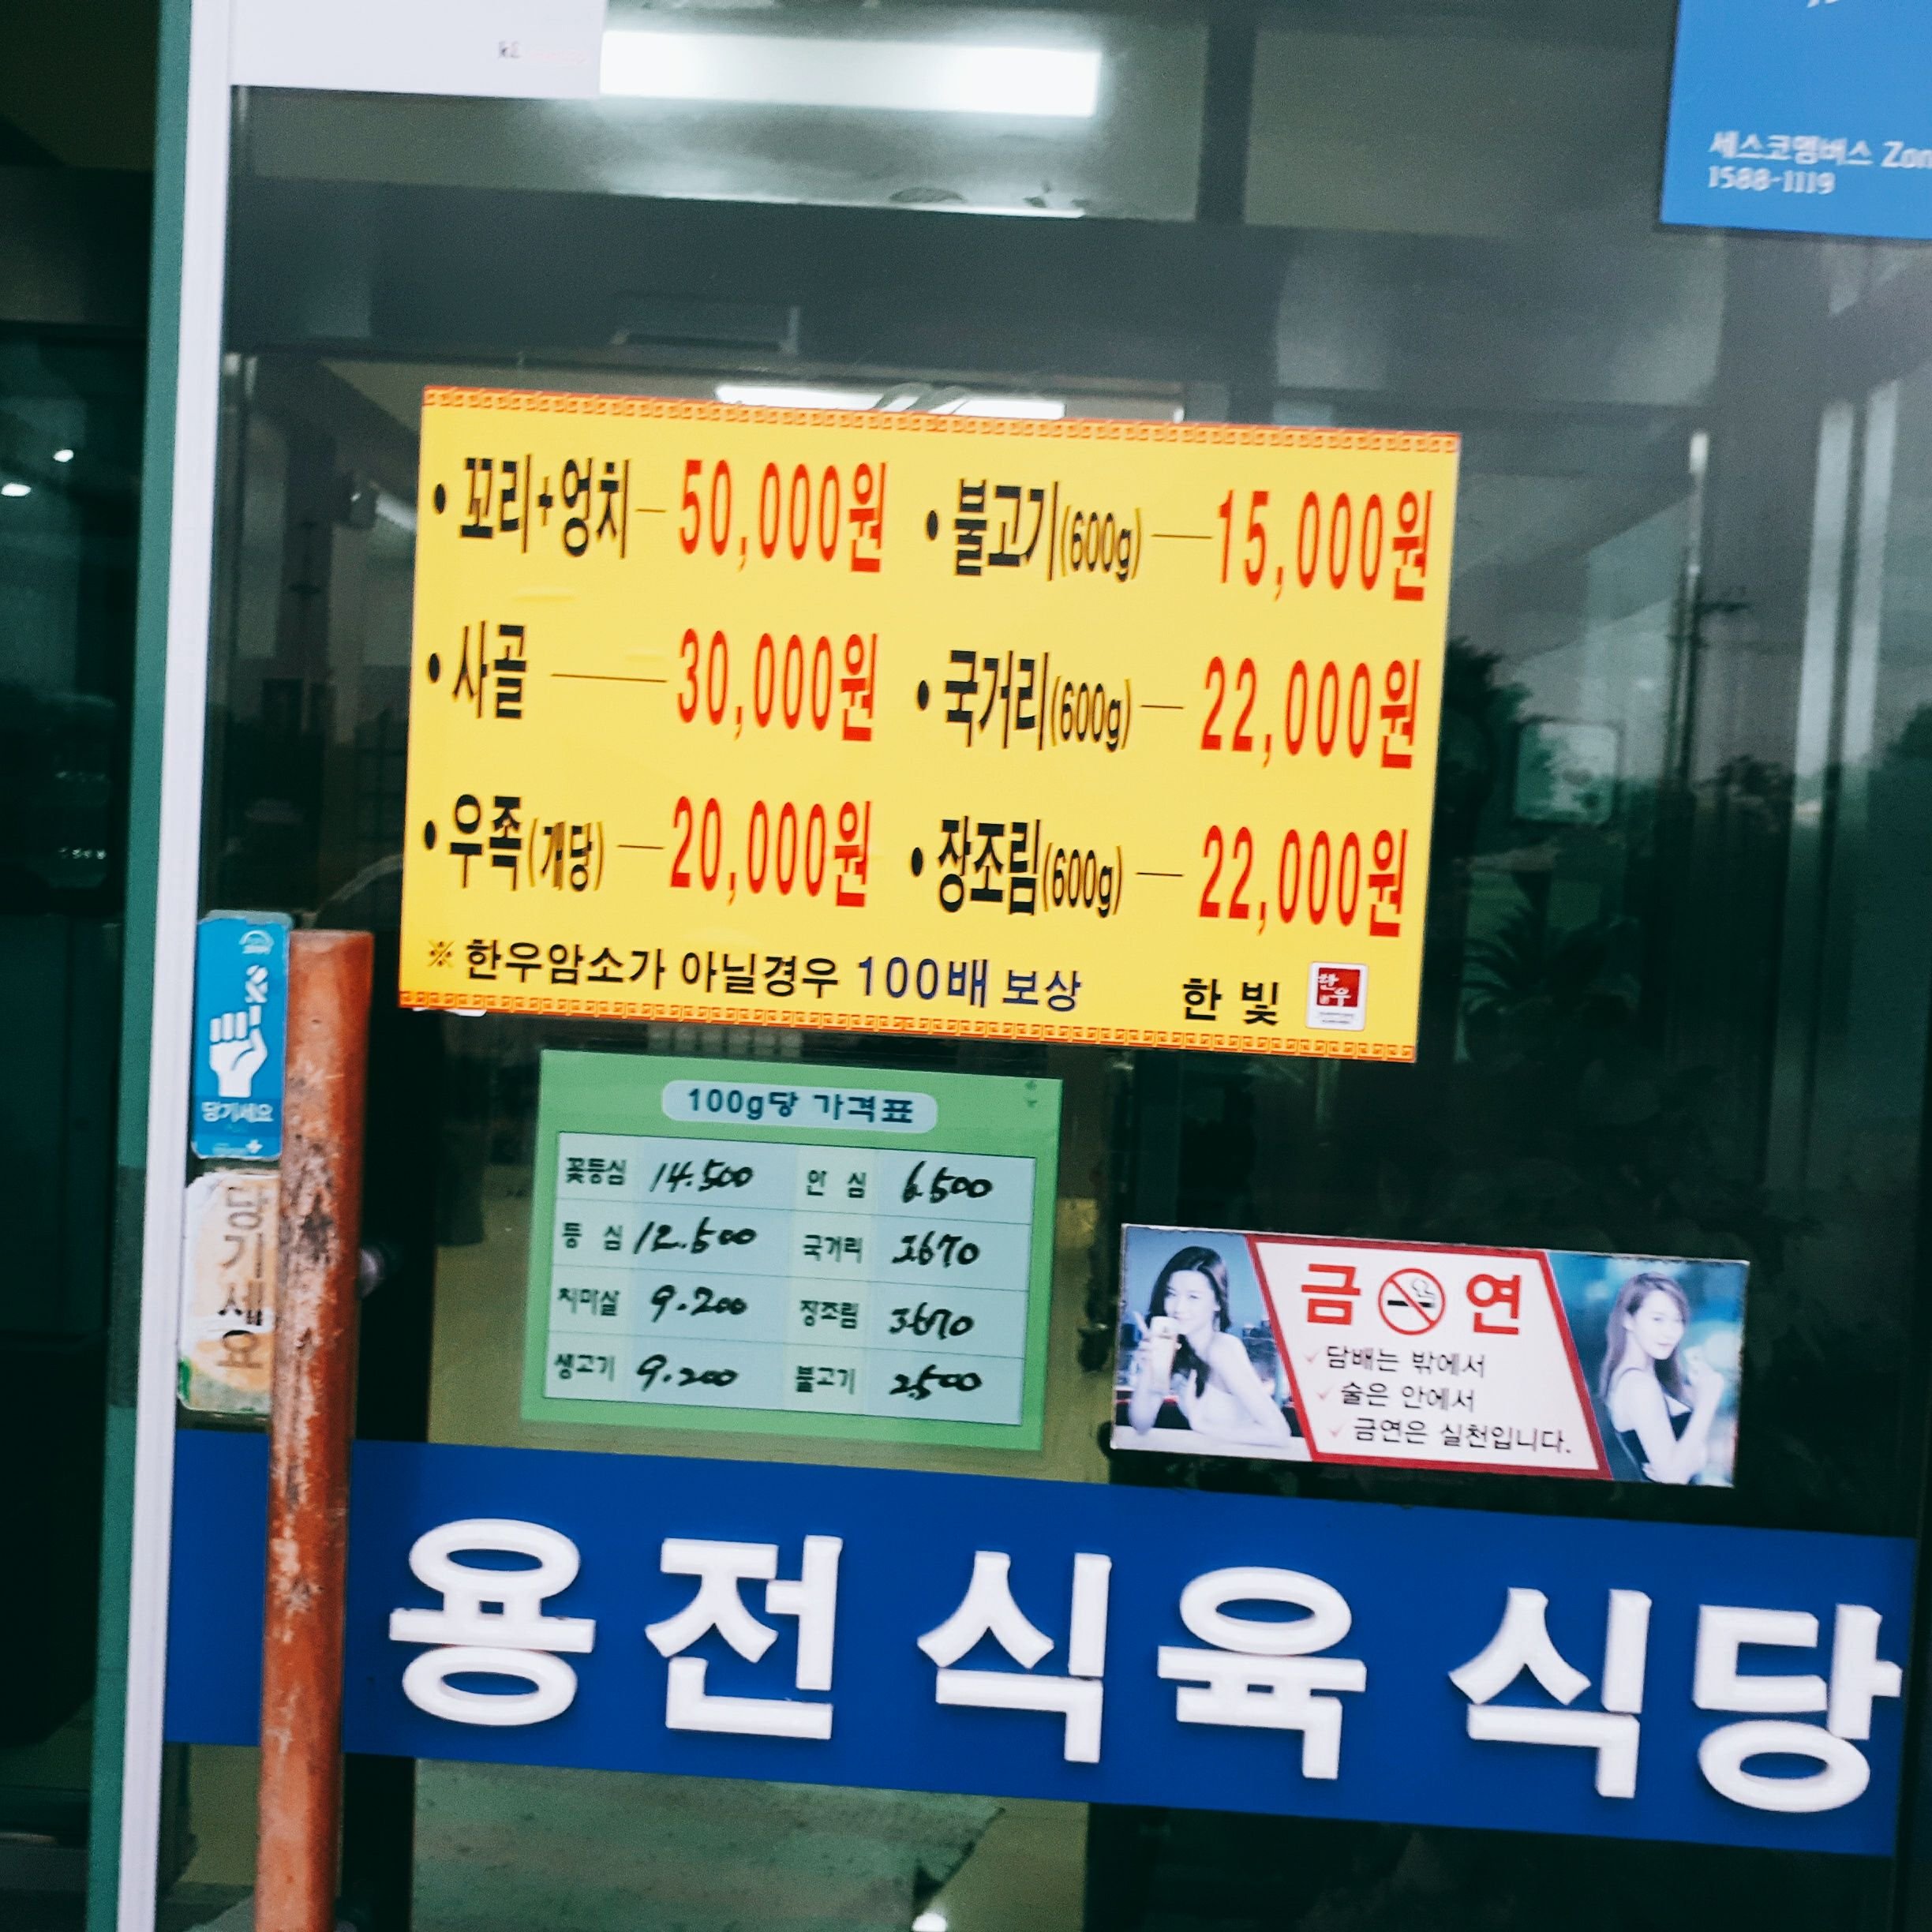 세스코멤버스 Zon
1588-1119
• 꼬리+엉치 — 50,000원 • 불고기(600g) — 15,000원
• 사골 — 30,000원 • 국거리(600g) — 22,000원
• 우족(개당) — 20,000원 • 장조림(600g) — 22,000원
※ 한우암소가 아닐경우 100배 보상 한빛
한우
당기세요
당기세요
100g당 가격표
꽃등심 14.500 안심 6.500
등심 12.500 국거리 3.670
치마살 9.200 장조림 3.670
생고기 9.200 불고기 2.500
금연
담배는 밖에서
술은 안에서
금연은 실천입니다.
용전식육식당